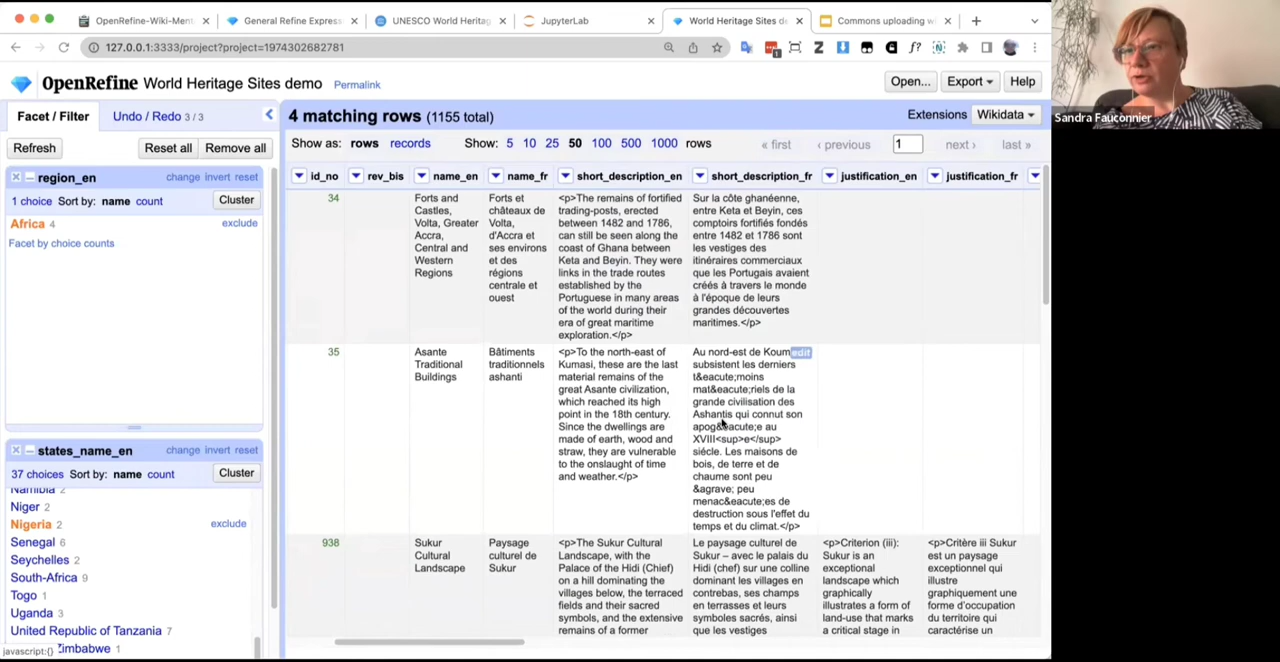 OpenRefine-Wiki-Ment
General Refine Express
UNESCO World Heritag
JupyterLab
World Heritage Sites d
Commons uploading w
127.0.0.1:3333/project?project=1974302682781
OpenRefine World Heritage Sites demo Permalink
Open... Export Help
Facet / Filter Undo / Redo 3 / 3
Refresh Reset all Remove all
region_en change invert reset
1 choice Sort by: name count Cluster
Africa 4 exclude
Facet by choice counts
states_name_en change invert reset
37 choices Sort by: name count Cluster
Namibia 2
Niger 2
Nigeria 2 exclude
Senegal 6
Seychelles 2
South-Africa 9
Togo 1
Uganda 3
United Republic of Tanzania 7
Zimbabwe 1
javascript:{}
4 matching rows (1155 total)
Extensions Wikidata
Show as: rows records Show: 5 10 25 50 100 500 1000 rows
« first ‹ previous 1 next › last »
id_no rev_bis name_en name_fr short_description_en short_description_fr justification_en justification_fr
34
Forts and
Castles,
Volta, Greater
Accra,
Central and
Western
Regions
Forts et
châteaux de
Volta,
d'Accra et
ses environs
et des
régions
centrale et
ouest
<p>The remains of fortified
trading-posts, erected
between 1482 and 1786,
can still be seen along the
coast of Ghana between
Keta and Beyin. They were
links in the trade routes
established by the
Portuguese in many areas
of the world during their
era of great maritime
exploration.</p>
Sur la côte ghanéenne,
entre Keta et Beyin, ces
comptoirs fortifiés fondés
entre 1482 et 1786 sont
les vestiges des
itinéraires commerciaux
que les Portugais avaient
créés à travers le monde
à l'époque de leurs
grandes découvertes
maritimes.</p>
35
Asante
Traditional
Buildings
Bâtiments
traditionnels
ashanti
<p>To the north-east of
Kumasi, these are the last
material remains of the
great Asante civilization,
which reached its high
point in the 18th century.
Since the dwellings are
made of earth, wood and
straw, they are vulnerable
to the onslaught of time
and weather.</p>
Au nord-est de Koum edit
subsistent les derniers
t&eacute;moins
mat&eacute;riels de la
grande civilisation des
Ashantis qui connut son
apog&eacute;e au
XVIII<sup>e</sup>
siécle. Les maisons de
bois, de terre et de
chaume sont peu
&agrave; peu
menac&eacute;es de
destruction sous l'effet du
temps et du climat.</p>
938
Sukur
Cultural
Landscape
Paysage
culturel de
Sukur
<p>The Sukur Cultural
Landscape, with the
Palace of the Hidi (Chief)
on a hill dominating the
villages below, the terraced
fields and their sacred
symbols, and the extensive
remains of a former
Le paysage culturel de
Sukur – avec le palais du
Hidi (chef) sur une colline
dominant les villages en
contrebas, ses champs
en terrasses et leurs
symboles sacrés, ainsi
que les vestiges
<p>Criterion (iii):
Sukur is an
exceptional
landscape which
graphically
illustrates a form of
land-use that marks
a critical stage in
<p>Critère iii Sukur
est un paysage
exceptionnel qui
illustre
graphiquement une
forme d'occupation
du territoire qui
caractérise un
Sandra Fauconnier